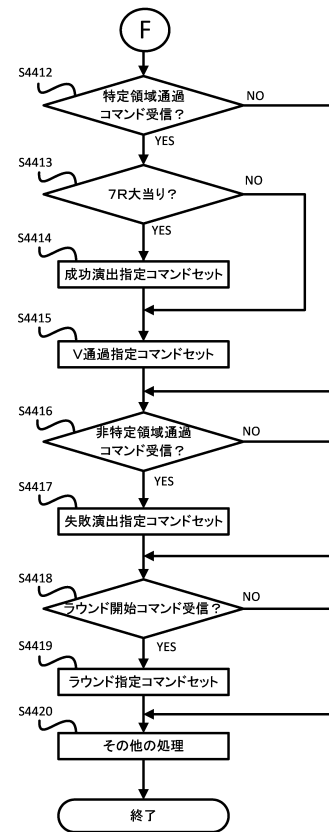 F
S4412
特定領域通過
コマンド受信？
NO
YES
S4413
7R大当り？
NO
YES
S4414
成功演出指定コマンドセット
S4415
V通過指定コマンドセット
S4416
非特定領域通過
コマンド受信？
NO
YES
S4417
失敗演出指定コマンドセット
S4418
ラウンド開始コマンド受信？
NO
YES
S4419
ラウンド指定コマンドセット
S4420
その他の処理
終了